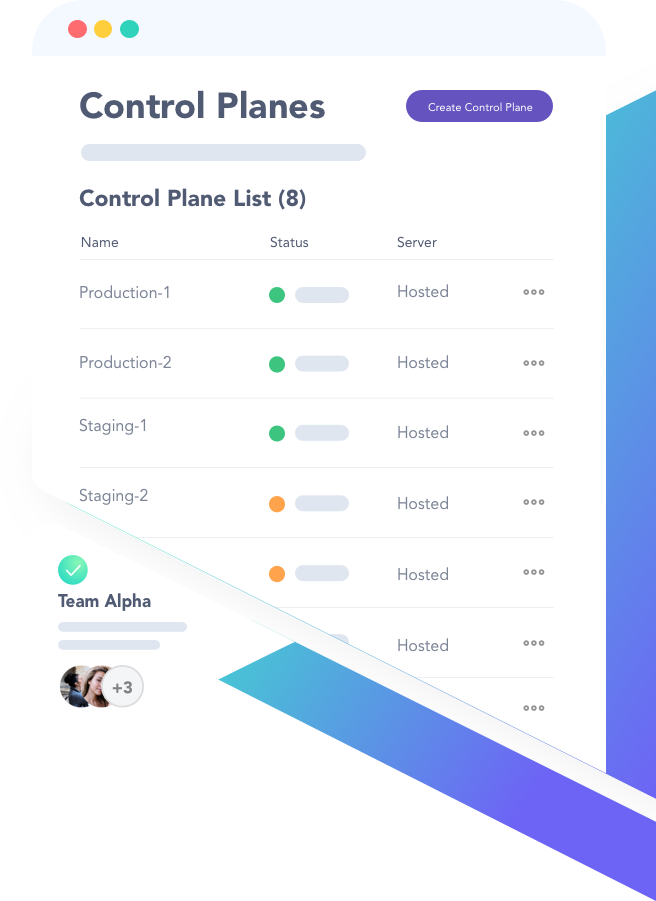 Control Planes
Create Control Plane
Control Plane List (8)
Name Status Server
Production-1 Hosted
Production-2 Hosted
Staging-1 Hosted
Staging-2 Hosted
Hosted
Hosted
Team Alpha
+3